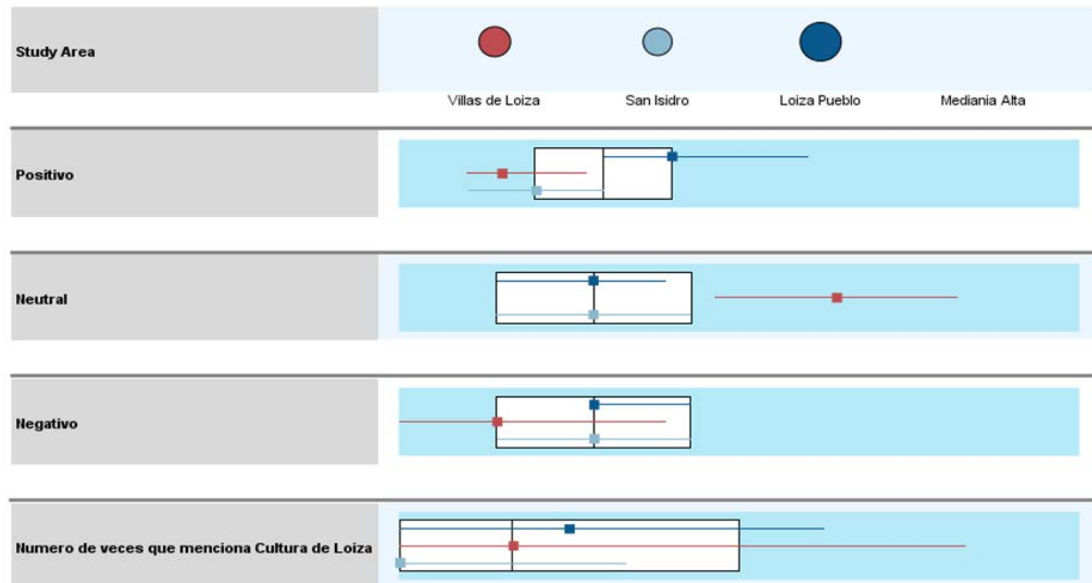 Study Area
Villas de Loiza San Isidro Loiza Pueblo Mediania Alta
Positivo
Neutral
Negativo
Numero de veces que menciona Cultura de Loiza